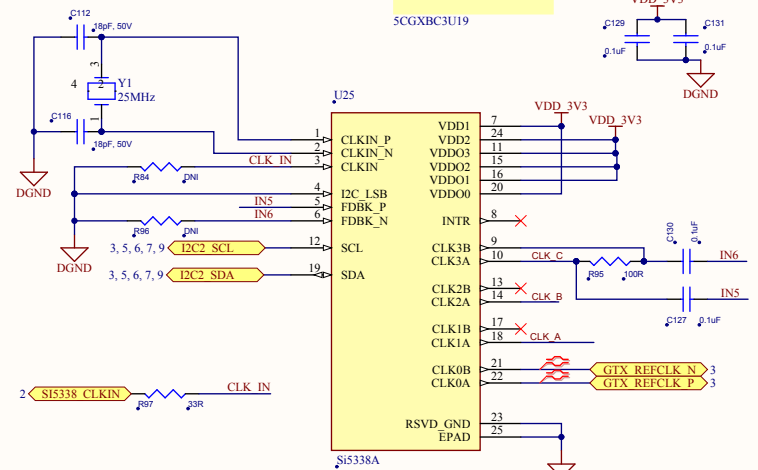 5CGXBC3U19
VDD_3V3
C129
0.1uF
C131
0.1uF
DGND
C112
18pF, 50V
3
4
2
Y1
25MHz
1
C116
18pF, 50V
DGND
U25
1
CLKIN_P
2
CLKIN_N
CLK_IN
3
CLKIN
R84
DNI
4
I2C_LSB
IN5
5
FDBK_P
IN6
6
FDBK_N
R96
DNI
DGND
3, 5, 6, 7, 9
I2C2_SCL
12
SCL
3, 5, 6, 7, 9
I2C2_SDA
19
SDA
VDD1
7
VDD2
24
VDDO3
11
VDDO2
15
VDDO1
16
VDDO0
20
VDD_3V3
VDD_3V3
INTR
8
CLK3B
9
CLK3A
10
CLK_C
R95
100R
C130
0.1uF
IN6
C127
0.1uF
IN5
CLK2B
13
CLK2A
14
CLK_B
CLK1B
17
CLK1A
18
CLK_A
CLK0B
21
GTX_REFCLK_N
3
CLK0A
22
GTX_REFCLK_P
3
RSVD_GND
23
EPAD
25
Si5338A
2
SI5338_CLKIN
R97
33R
CLK_IN